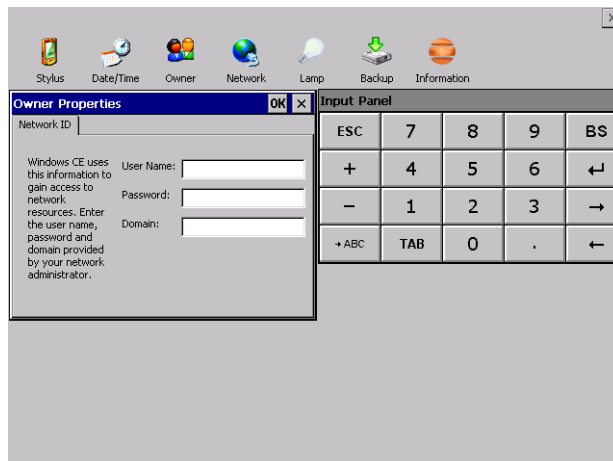 Stylus Date/Time Owner Network Lamp Backup Information
Owner Properties OK ×
Network ID
Windows CE uses
this information to
gain access to
network
resources. Enter
the user name,
password and
domain provided
by your network
administrator.
User Name:
Password:
Domain:
Input Panel
ESC 7 8 9 BS
+ 4 5 6 ↵
− 1 2 3 →
→ABC TAB 0 . ←